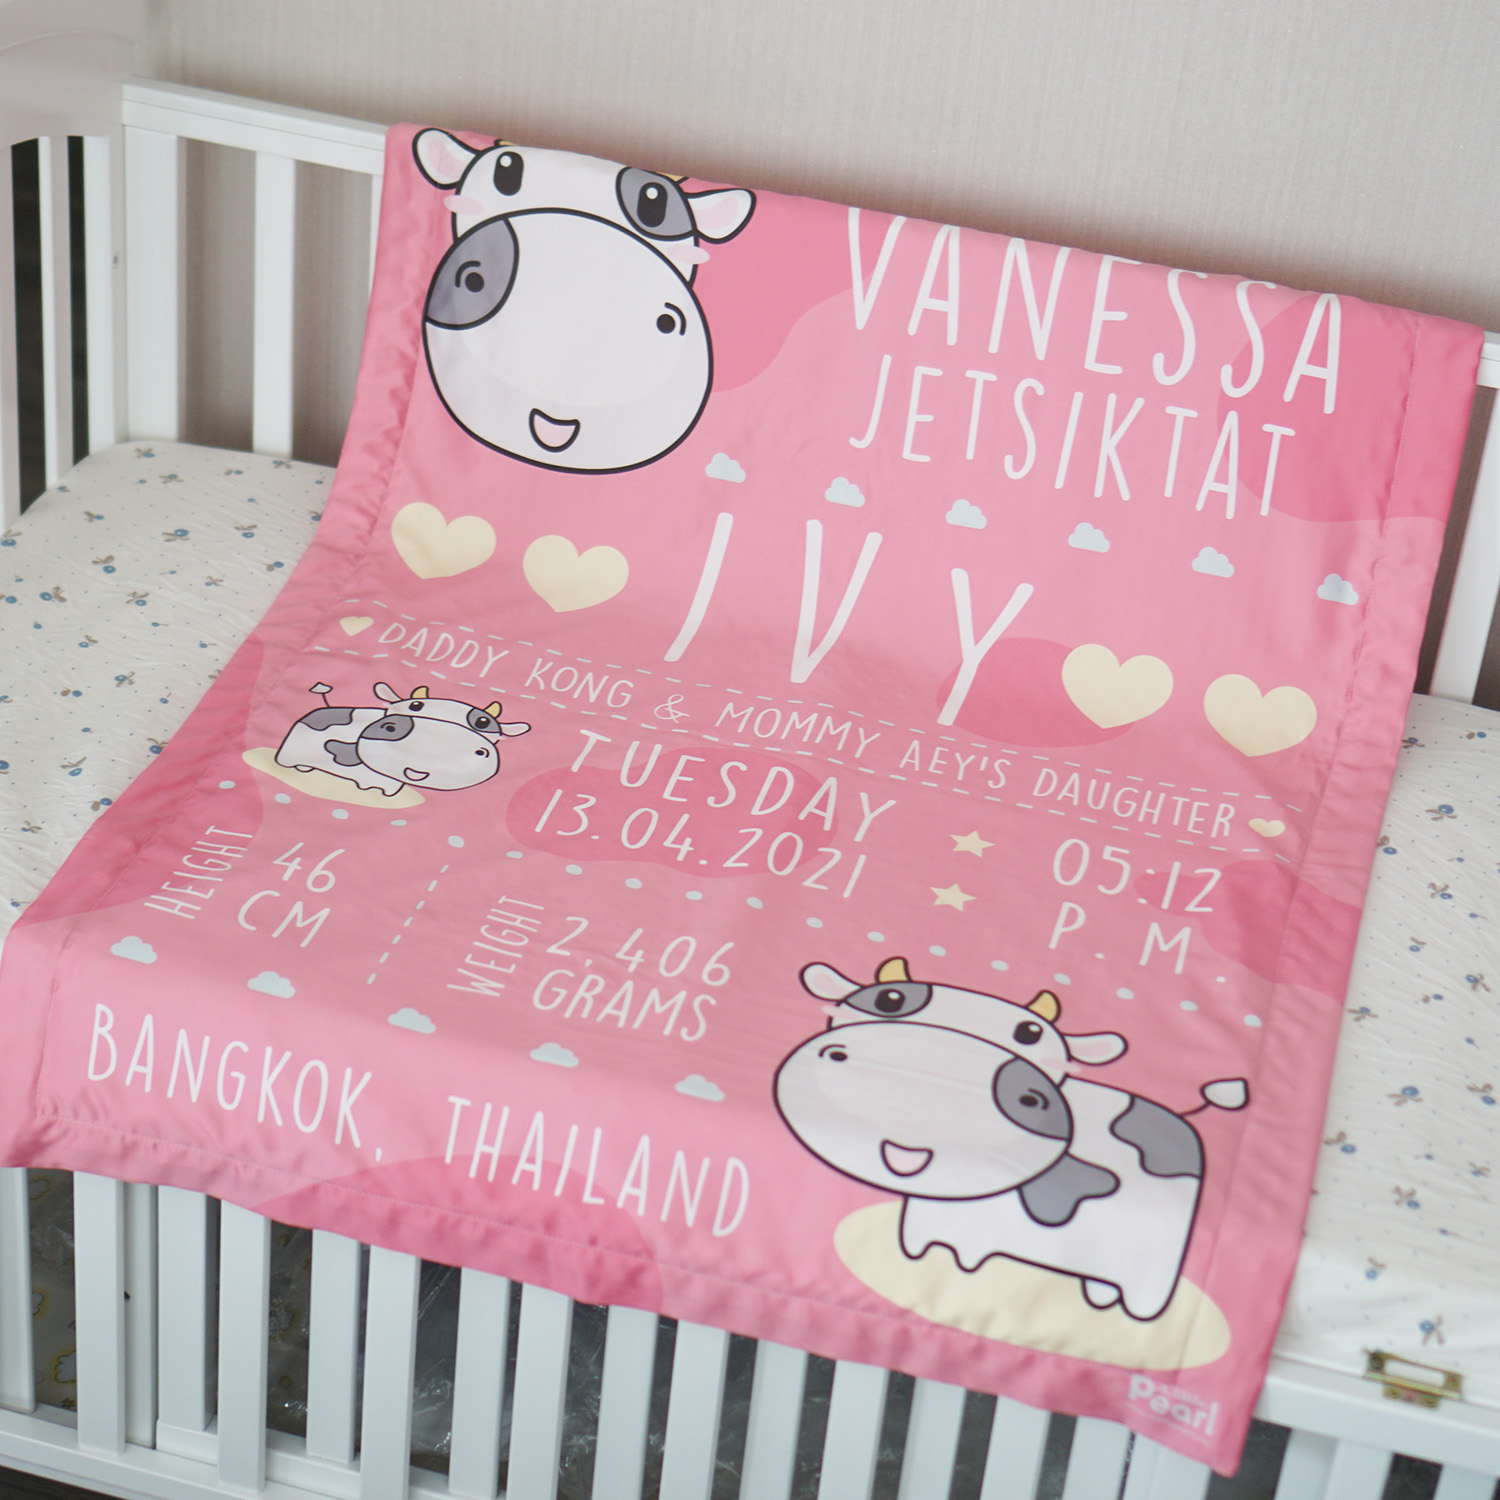 VANESSA
JETSIKTAT
IVY
DADDY KONG & MOMMY AEY'S DAUGHTER
TUESDAY
13.04.2021
05:12
P.M.
HEIGHT
46
CM
WEIGHT
2,406
GRAMS
BANGKOK, THAILAND
Pearl